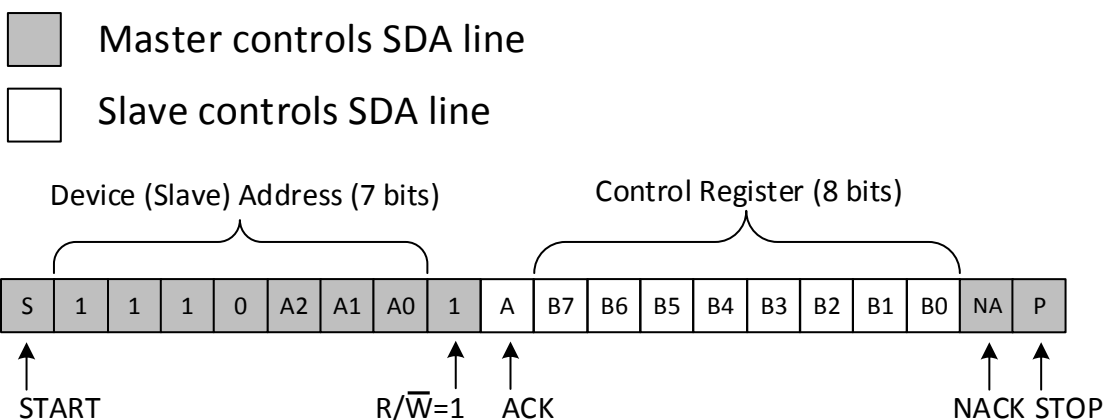 Master controls SDA line
Slave controls SDA line
Device (Slave) Address (7 bits)
Control Register (8 bits)
S 1 1 1 0 A2 A1 A0 1 A B7 B6 B5 B4 B3 B2 B1 B0 NA P
START
R/W̅=1
ACK
NACK
STOP